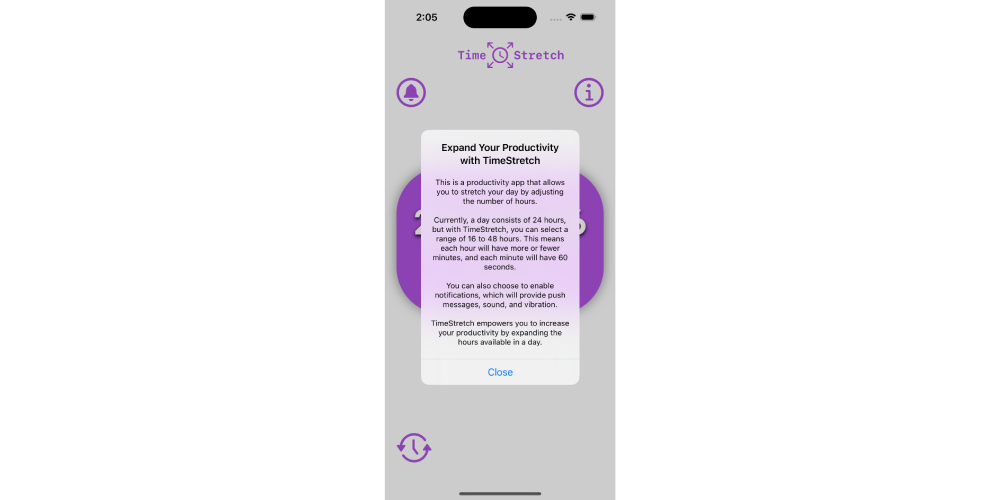 2:05
Time Stretch
Expand Your Productivity
with TimeStretch
This is a productivity app that allows
you to stretch your day by adjusting
the number of hours.
Currently, a day consists of 24 hours,
but with TimeStretch, you can select a
range of 16 to 48 hours. This means
each hour will have more or fewer
minutes, and each minute will have 60
seconds.
You can also choose to enable
notifications, which will provide push
messages, sound, and vibration.
TimeStretch empowers you to increase
your productivity by expanding the
hours available in a day.
Close